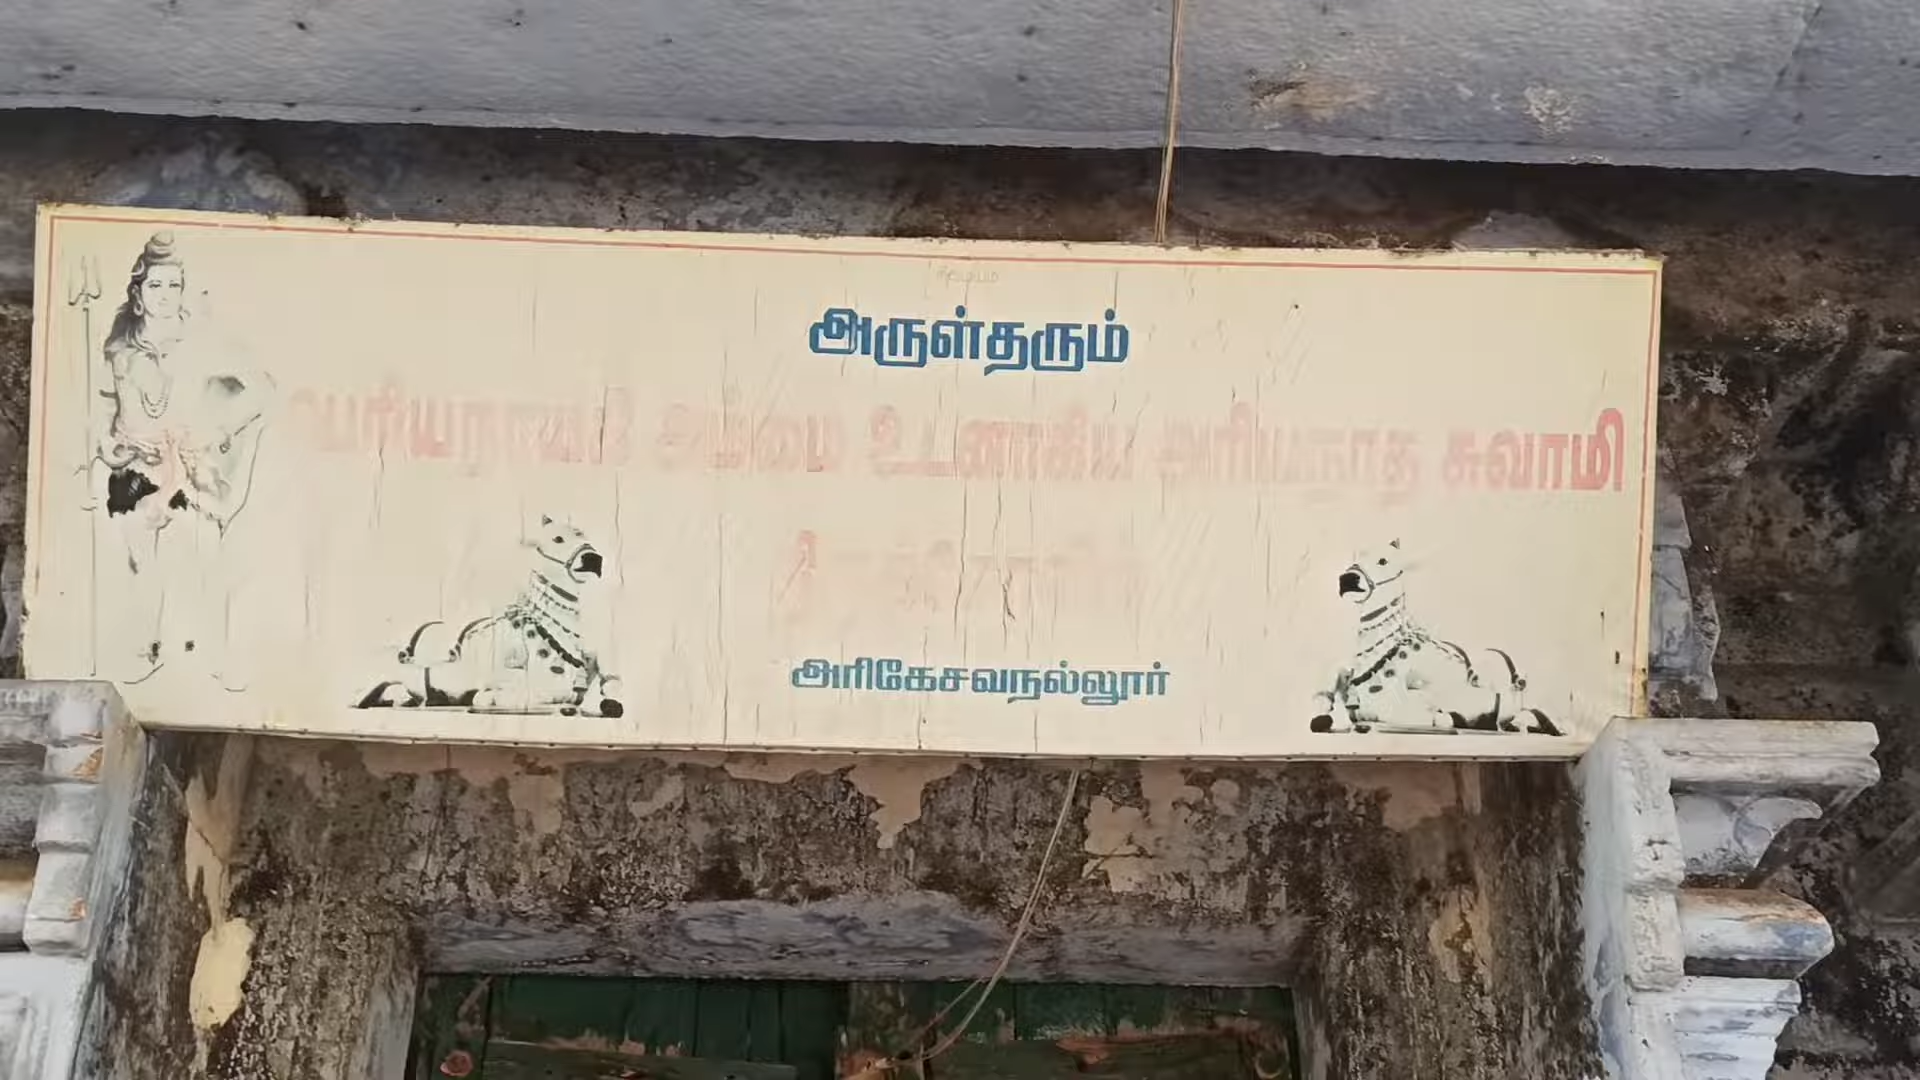 அருள்தரும்
பெரியநாயகி அம்மை உடனாகிய அரியநாத சுவாமி
அரிகேசவநல்லூர்